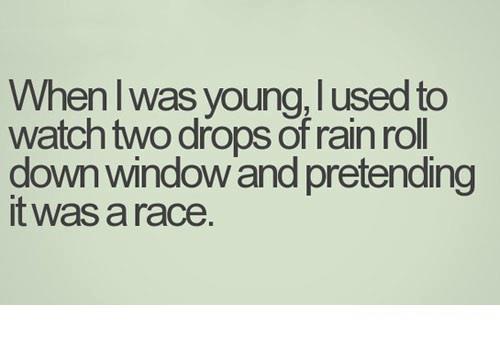 When I was young, I used to
watch two drops of rain roll
down window and pretending
it was a race.